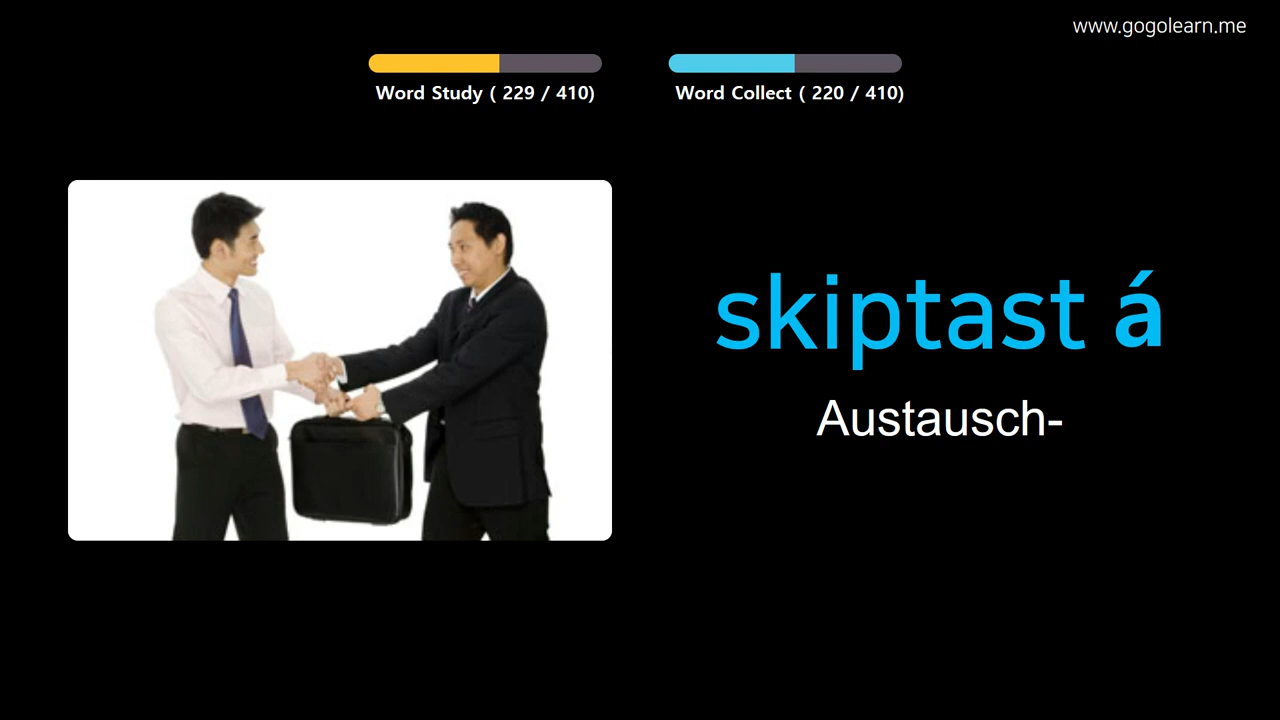 www.gogolearn.me
Word Study ( 229 / 410)
Word Collect ( 220 / 410)
skiptast á
Austausch-